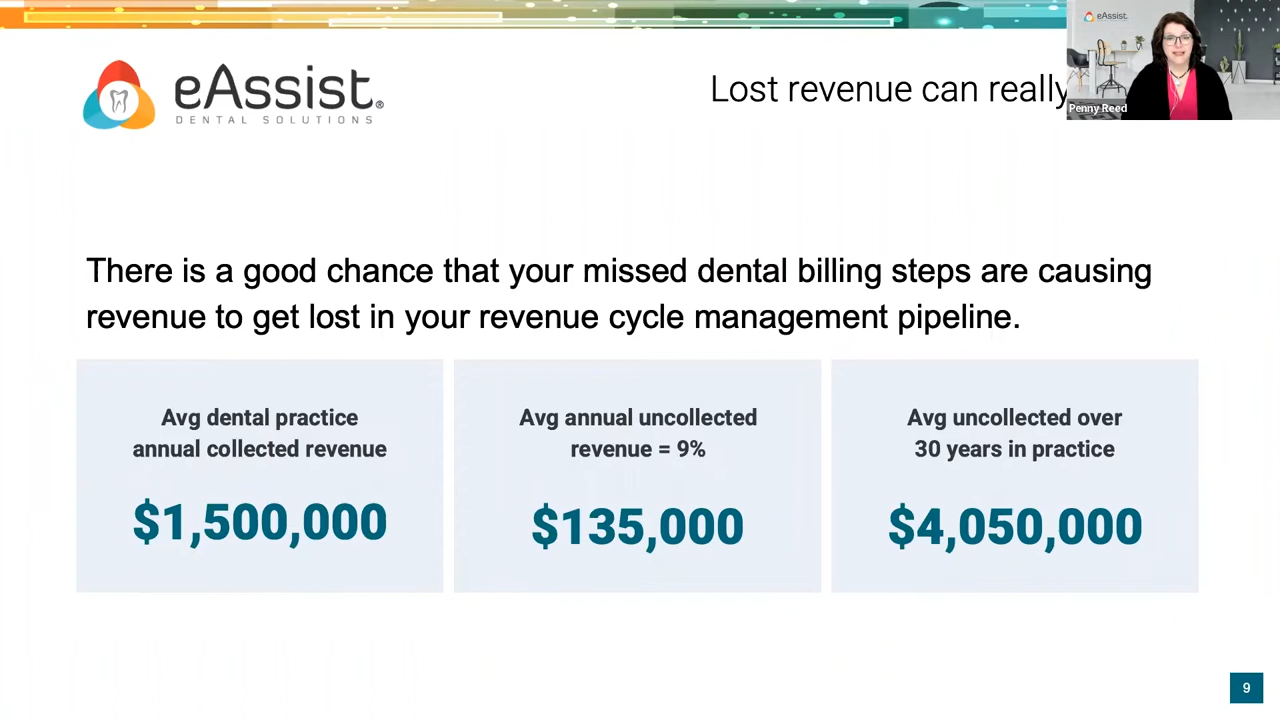 eAssist.
Penny Reed
eAssist®
DENTAL SOLUTIONS
Lost revenue can really
There is a good chance that your missed dental billing steps are causing
revenue to get lost in your revenue cycle management pipeline.
Avg dental practice
annual collected revenue
$1,500,000
Avg annual uncollected
revenue = 9%
$135,000
Avg uncollected over
30 years in practice
$4,050,000
9